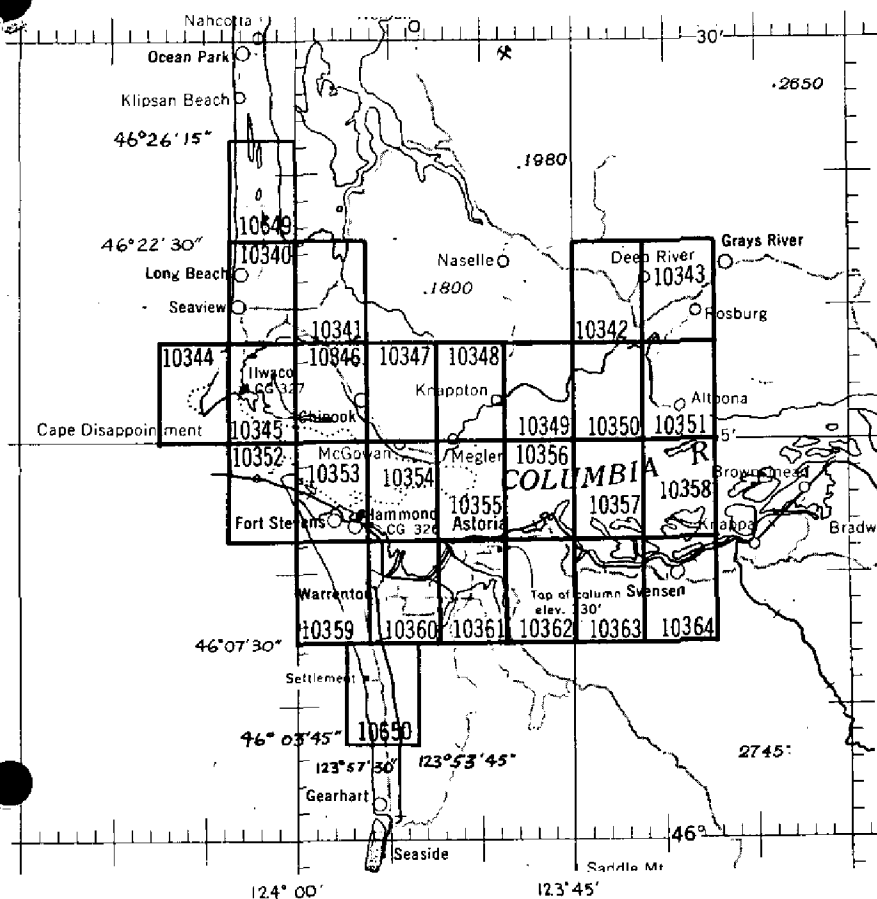 Nahcotta
30'
Ocean Park
.2650
Klipsan Beach
46°26'15"
.1980
10649
46°22'30"
10340
Grays River
Naselle
Deep River
Long Beach
10343
.1800
Seaview
Rosburg
10341
10342
10344
10346
10347
10348
Ilwaco
CG 327
Knappton
Altoona
Chinook
Cape Disappointment
10345
10349
10350
10351
5'
10352
McGowan
Megler
10356
R
10353
10354
COLUMBIA
Brownsmead
10358
10355
10357
Hammond
Fort Stevens
CG 326
Astoria
Knappa
Bradw
Warrenton
Top of column
elev. 730'
Svensen
10359
10360
10361
10362
10363
10364
46°07'30"
Settlement
10650
46° 03'45"
123°57'30"
123°53'45"
2745
Gearhart
46°
Seaside
Saddle Mt
124° 00'
123°45'